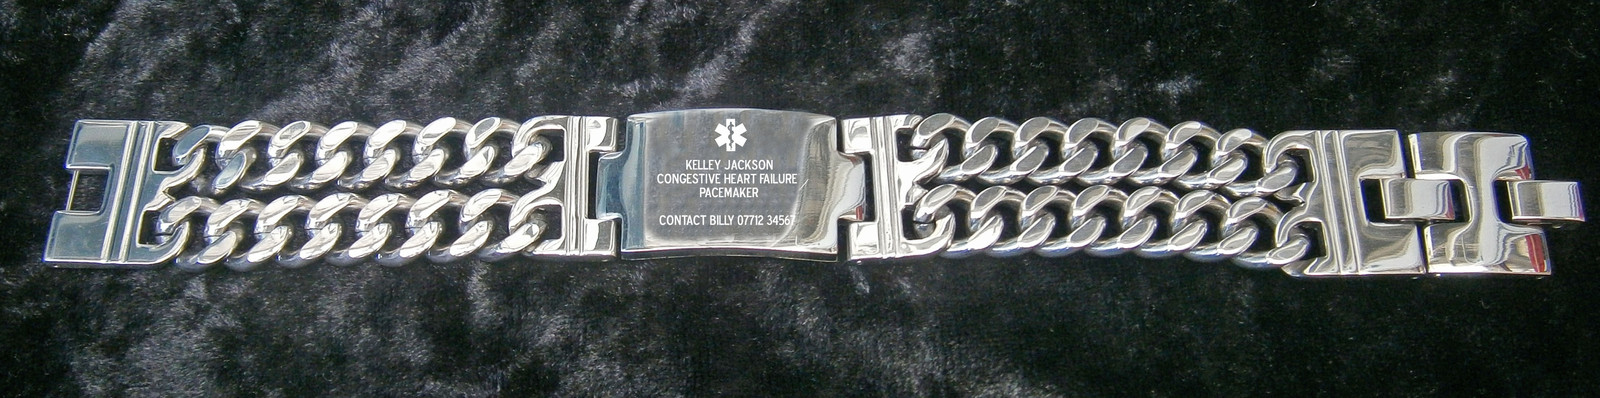 KELLEY JACKSON
CONGESTIVE HEART FAILURE
PACEMAKER
CONTACT BILLY 07712 34567